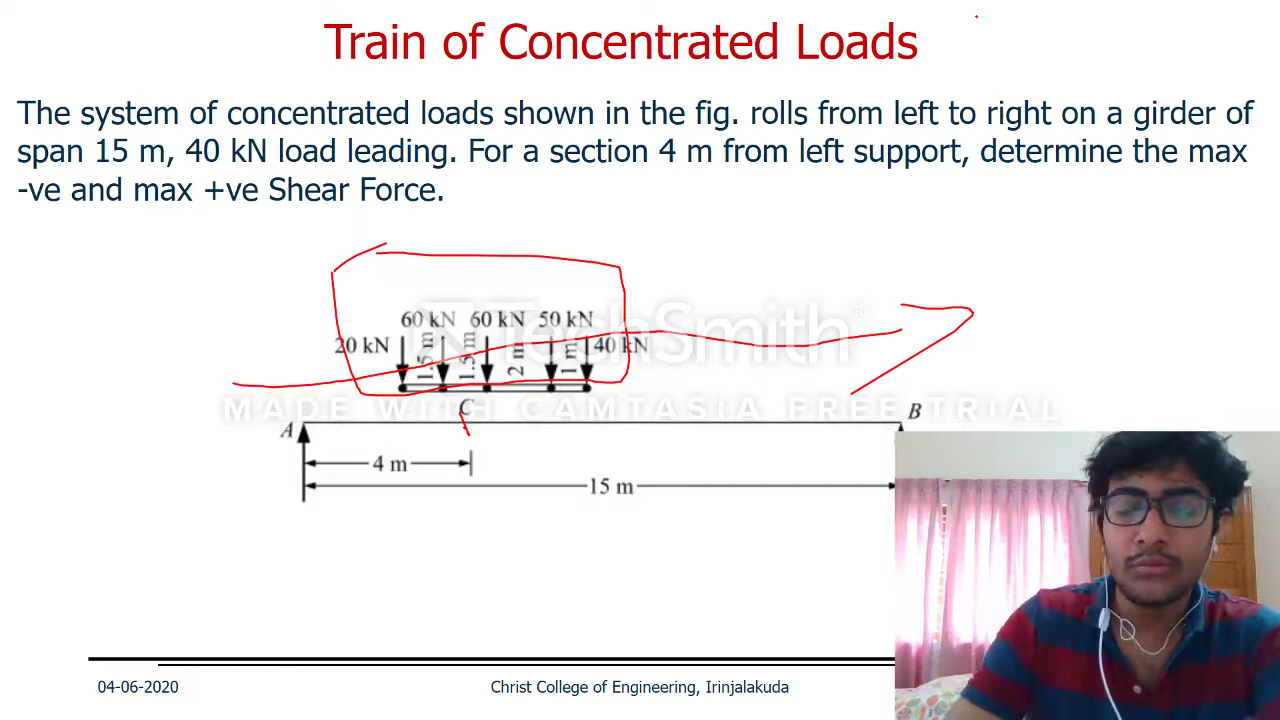 Train of Concentrated Loads
The system of concentrated loads shown in the fig. rolls from left to right on a girder of
span 15 m, 40 kN load leading. For a section 4 m from left support, determine the max
-ve and max +ve Shear Force.
TechSmith
60 kN 60 kN 50 kN
20 kN 1.5 m 1.5 m 2 m 1 m 40 kN
MADE WITH CAMTASIA FREE TRIAL
C
A B
4 m
15 m
04-06-2020 Christ College of Engineering, Irinjalakuda